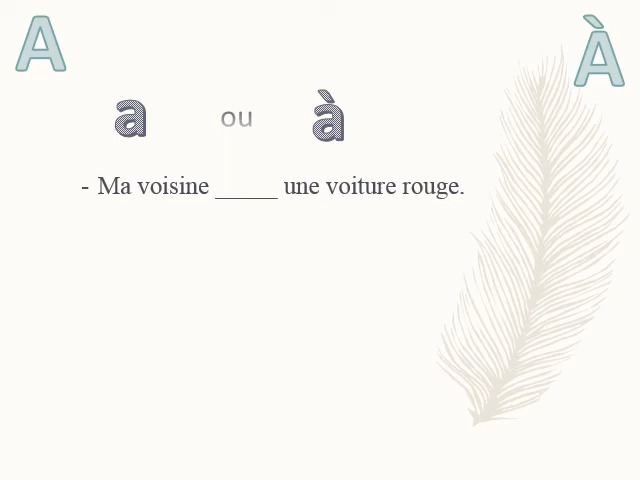 A À
a ou à
- Ma voisine _____ une voiture rouge.